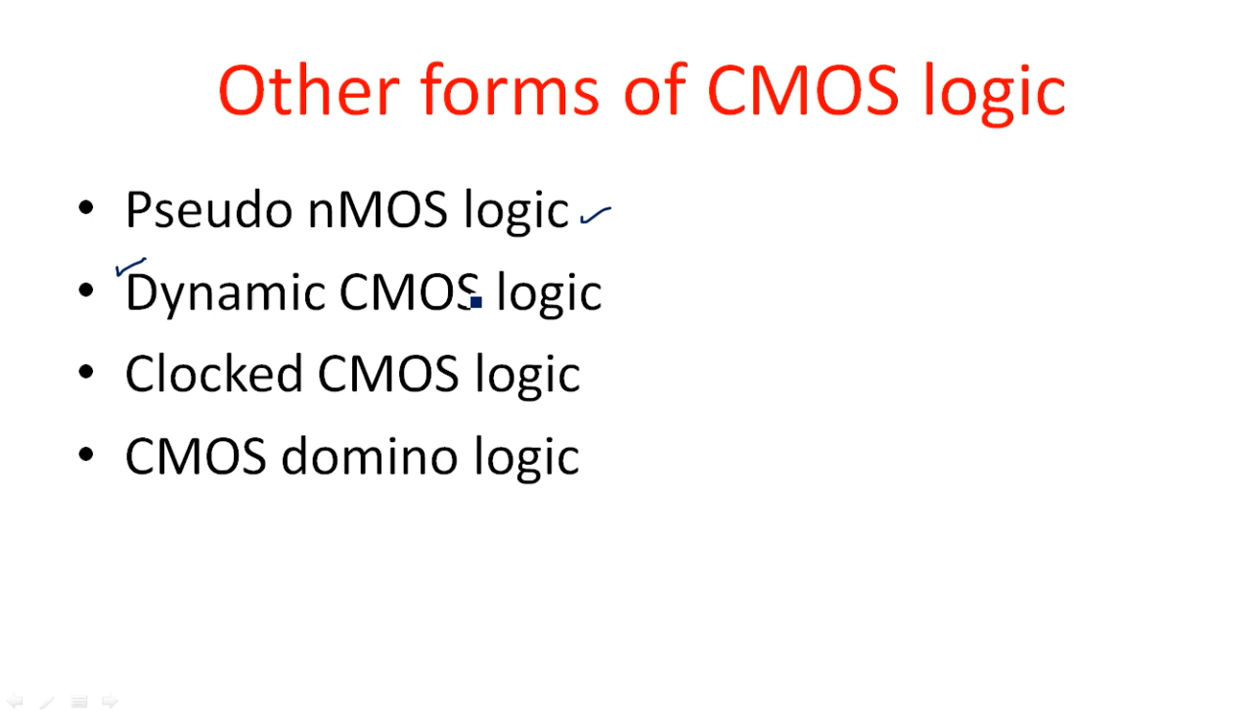 Other forms of CMOS logic
• Pseudo nMOS logic
• Dynamic CMOS logic
• Clocked CMOS logic
• CMOS domino logic